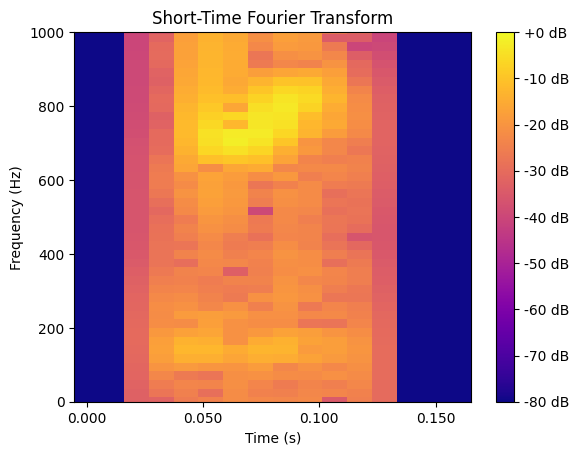 Short-Time Fourier Transform
Frequency (Hz)
1000
800
600
400
200
0
0.000 0.050 0.100 0.150
Time (s)
+0 dB
-10 dB
-20 dB
-30 dB
-40 dB
-50 dB
-60 dB
-70 dB
-80 dB